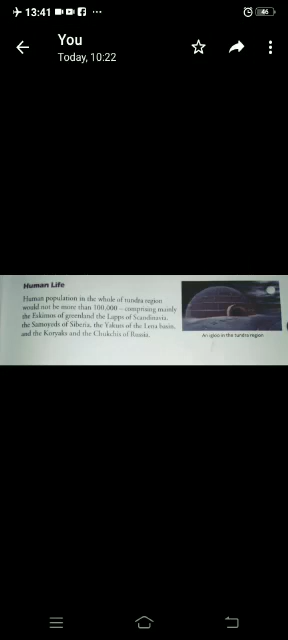 13:41
46
You
Today, 10:22
Human Life
Human population in the whole of tundra region
would not be more than 100,000 – comprising mainly
the Eskimos of greenland the Lapps of Scandinavia,
the Samoyeds of Siberia, the Yakuts of the Lena basin,
and the Koryaks and the Chukchis of Russia.
An igloo in the tundra region